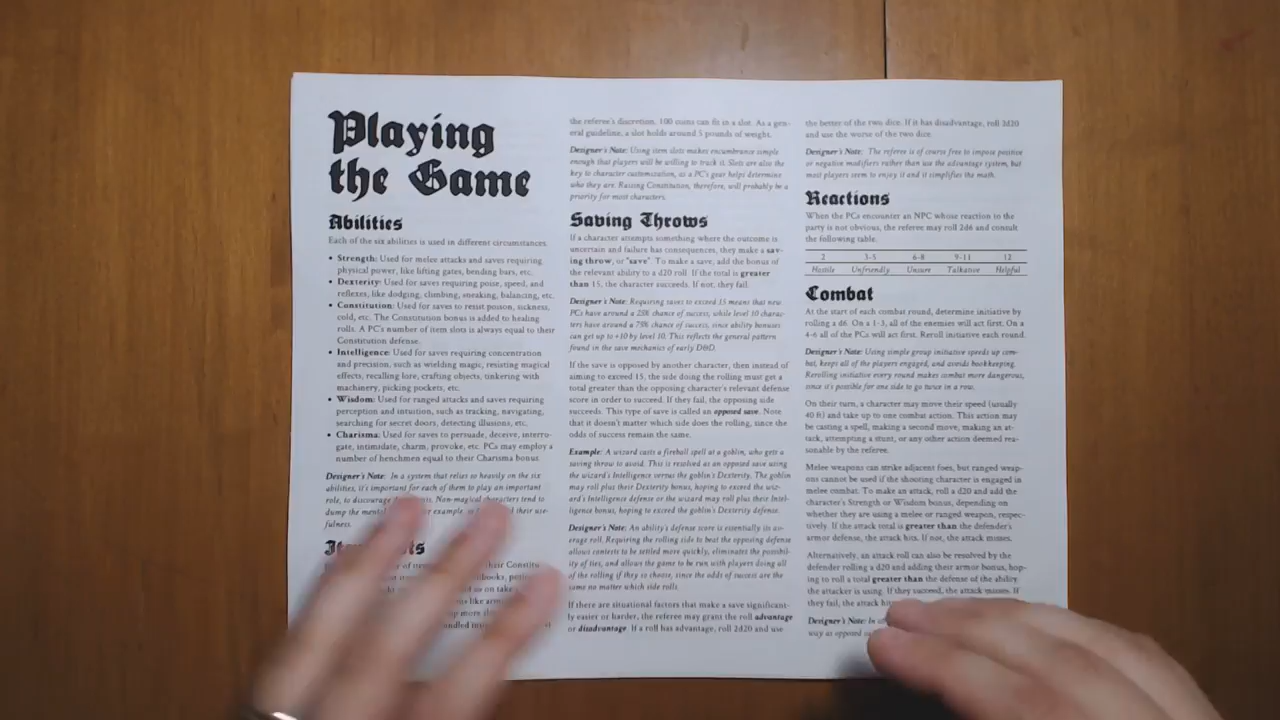 Playing
the Game
Abilities
Each of the six abilities is used in different circumstances.
• Strength: Used for melee attacks and saves requiring
physical power, like lifting gates, bending bars, etc.
• Dexterity: Used for saves requiring poise, speed, and
reflexes, like dodging, climbing, sneaking, balancing, etc.
• Constitution: Used for saves to resist poison, sickness,
cold, etc. The Constitution bonus is added to healing
rolls. A PC's number of item slots is always equal to their
Constitution defense.
• Intelligence: Used for saves requiring concentration
and precision, such as wielding magic, resisting magical
effects, recalling lore, crafting objects, tinkering with
machinery, picking pockets, etc.
• Wisdom: Used for ranged attacks and saves requiring
perception and intuition, such as tracking, navigating,
searching for secret doors, detecting illusions, etc.
• Charisma: Used for saves to persuade, deceive, interro-
gate, intimidate, charm, provoke, etc. PCs may employ a
number of henchmen equal to their Charisma bonus
Designer's Note: In a system that relies so heavily on the six
abilities, it's important for each of them to play an important
role, to discourage Non-magical characters tend to
dump the mental for example, their use-
fulness.
their Constitu-
the referee's discretion. 100 coins can fit in a slot. As a gen-
eral guideline, a slot holds around 5 pounds of weight.
Designer's Note: Using item slots makes encumbrance simple
enough that players will be willing to track it. Slots are also the
key to character customization, as a PC's gear helps determine
who they are. Raising Constitution, therefore, will probably be a
priority for most characters.
Saving Throws
If a character attempts something where the outcome is
uncertain and failure has consequences, they make a sav-
ing throw, or "save". To make a save, add the bonus of
the relevant ability to a d20 roll. If the total is greater
than 15, the character succeeds. If not, they fail.
Designer's Note: Requiring saves to exceed 15 means that new
PCs have around a 25% chance of success, while level 10 charac-
ters have around a 75% chance of success, since ability bonuses
can get up to +10 by level 10. This reflects the general pattern
found in the save mechanics of early D&D.
If the save is opposed by another character, then instead of
aiming to exceed 15, the side doing the rolling must get a
total greater than the opposing character's relevant defense
score in order to succeed. If they fail, the opposing side
succeeds. This type of save is called an opposed save. Note
that it doesn't matter which side does the rolling, since the
odds of success remain the same.
Example: A wizard casts a fireball spell at a goblin, who gets a
saving throw to avoid. This is resolved as an opposed save using
the wizard's Intelligence versus the goblin's Dexterity. The goblin
may roll plus their Dexterity bonus, hoping to exceed the wiz-
ard's Intelligence defense or the wizard may roll plus their Intel-
ligence bonus, hoping to exceed the goblin's Dexterity defense.
Designer's Note: An ability's defense score is essentially its av-
erage roll. Requiring the rolling side to beat the opposing defense
allows contests to be settled more quickly, eliminates the possibil-
ity of ties, and allows the game to be run with players doing all
of the rolling if they so choose, since the odds of success are the
same no matter which side rolls.
If there are situational factors that make a save significant-
ly easier or harder, the referee may grant the roll advantage
or disadvantage. If a roll has advantage, roll 2d20 and use
the better of the two dice. If it has disadvantage, roll 2d20
and use the worse of the two dice.
Designer's Note: The referee is of course free to impose positive
or negative modifiers rather than use the advantage system, but
most players seem to enjoy it and it simplifies the math.
Reactions
When the PCs encounter an NPC whose reaction to the
party is not obvious, the referee may roll 2d6 and consult
the following table.
2 3-5 6-8 9-11 12
Hostile Unfriendly Unsure Talkative Helpful
Combat
At the start of each combat round, determine initiative by
rolling a d6. On a 1-3, all of the enemies will act first. On a
4-6 all of the PCs will act first. Reroll initiative each round.
Designer's Note: Using simple group initiative speeds up com-
bat, keeps all of the players engaged, and avoids bookkeeping.
Rerolling initiative every round makes combat more dangerous,
since it's possible for one side to go twice in a row.
On their turn, a character may move their speed (usually
40 ft) and take up to one combat action. This action may
be casting a spell, making a second move, making an at-
tack, attempting a stunt, or any other action deemed rea-
sonable by the referee.
Melee weapons can strike adjacent foes, but ranged weap-
ons cannot be used if the shooting character is engaged in
melee combat. To make an attack, roll a d20 and add the
character's Strength or Wisdom bonus, depending on
whether they are using a melee or ranged weapon, respec-
tively. If the attack total is greater than the defender's
armor defense, the attack hits. If not, the attack misses.
Alternatively, an attack roll can also be resolved by the
defender rolling a d20 and adding their armor bonus, hop-
ing to roll a total greater than the defense of the ability
the attacker is using. If they succeed, the attack misses. If
they fail, the attack
Designer's Note: In
way as opposed